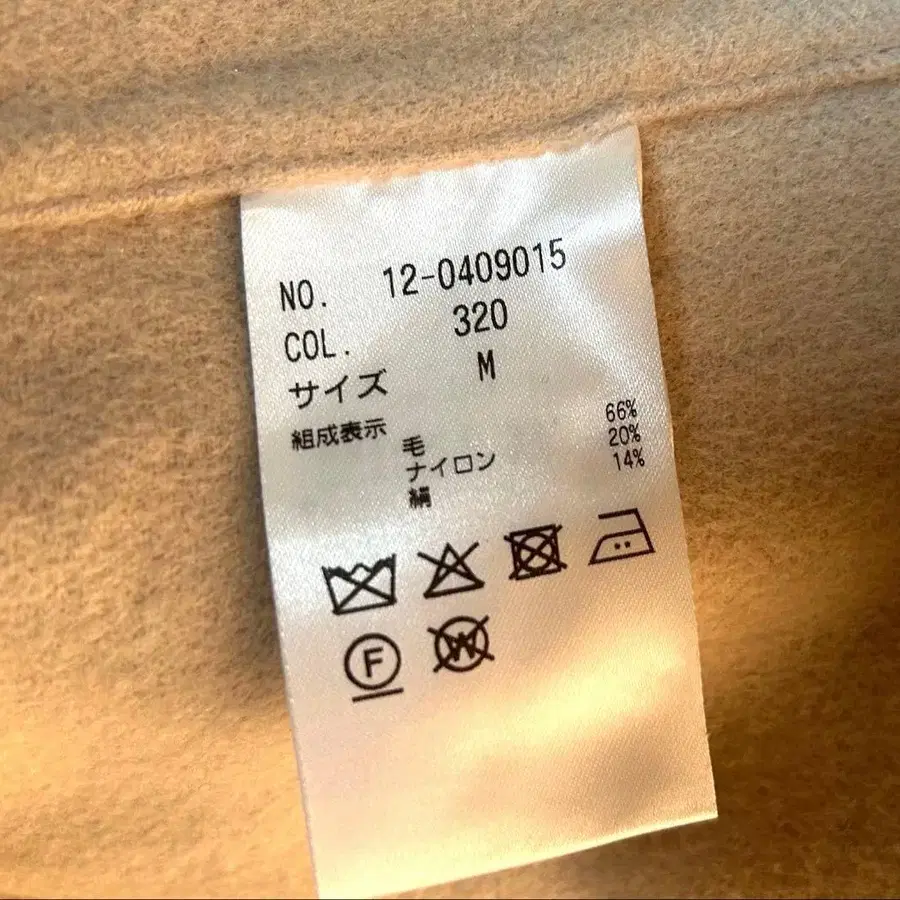 NO. 12-0409015
COL. 320
サイズ M
組成表示
毛 66%
ナイロン 20%
絹 14%
F W